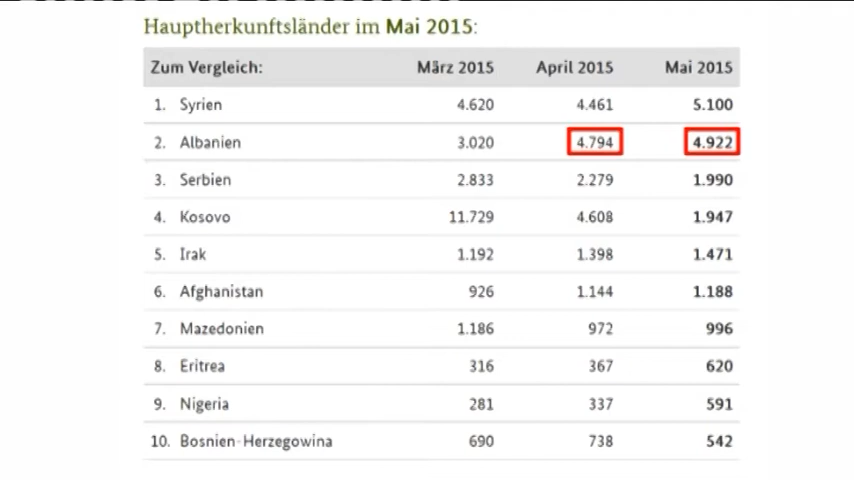 Hauptherkunftsländer im Mai 2015:
Zum Vergleich: März 2015 April 2015 Mai 2015
1. Syrien 4.620 4.461 5.100
2. Albanien 3.020 4.794 4.922
3. Serbien 2.833 2.279 1.990
4. Kosovo 11.729 4.608 1.947
5. Irak 1.192 1.398 1.471
6. Afghanistan 926 1.144 1.188
7. Mazedonien 1.186 972 996
8. Eritrea 316 367 620
9. Nigeria 281 337 591
10. Bosnien-Herzegowina 690 738 542